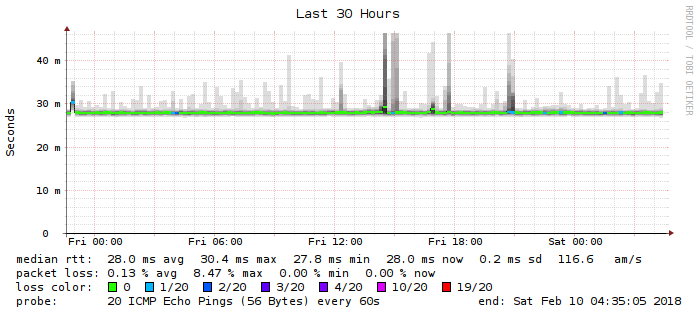 Last 30 Hours
RRDTOOL / TOBI OETIKER
Seconds
40 m
30 m
20 m
10 m
0
Fri 00:00 Fri 06:00 Fri 12:00 Fri 18:00 Sat 00:00
median rtt: 28.0 ms avg 30.4 ms max 27.8 ms min 28.0 ms now 0.2 ms sd 116.6 am/s
packet loss: 0.13 % avg 8.47 % max 0.00 % min 0.00 % now
loss color: 0 1/20 2/20 3/20 4/20 10/20 19/20
probe: 20 ICMP Echo Pings (56 Bytes) every 60s end: Sat Feb 10 04:35:05 2018